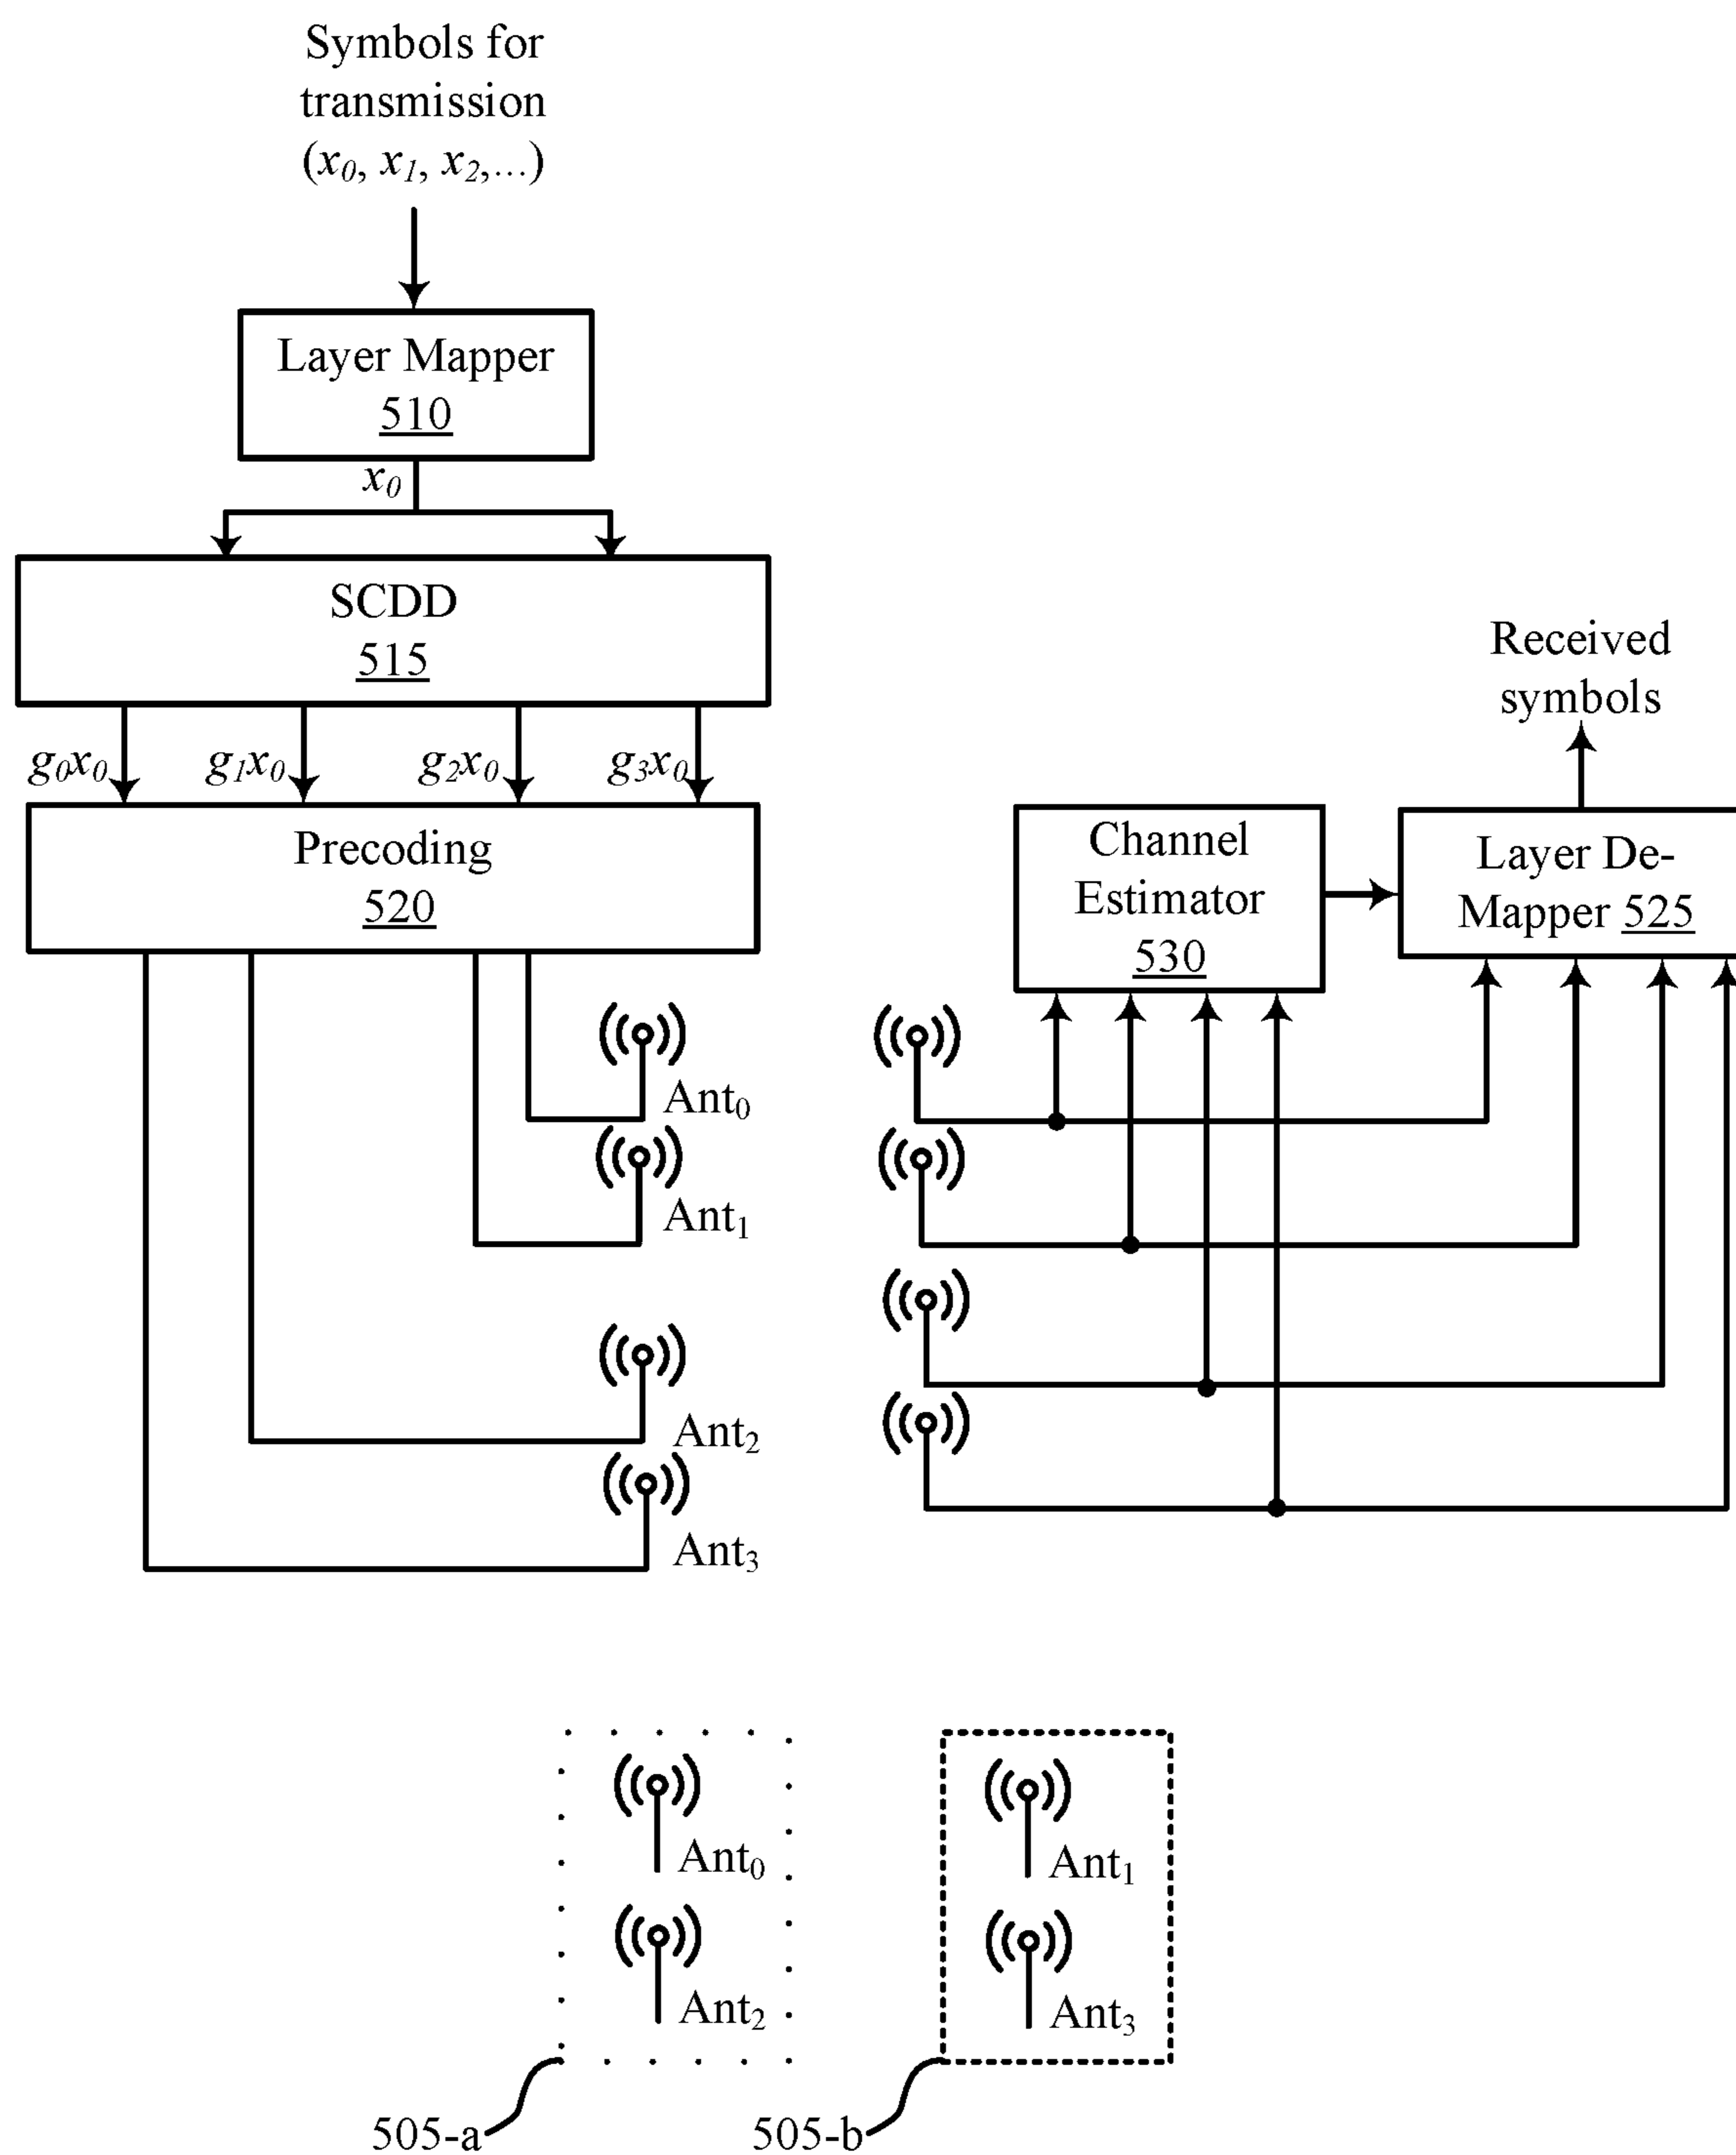 Symbols for
transmission
(x0, x1, x2,...)
Layer Mapper
510
x0
SCDD
515
g0x0 g1x0 g2x0 g3x0
Precoding
520
Received
symbols
Channel
Estimator
530
Layer De-
Mapper 525
Ant0
Ant1
Ant2
Ant3
Ant0
Ant2
Ant1
Ant3
505-a
505-b